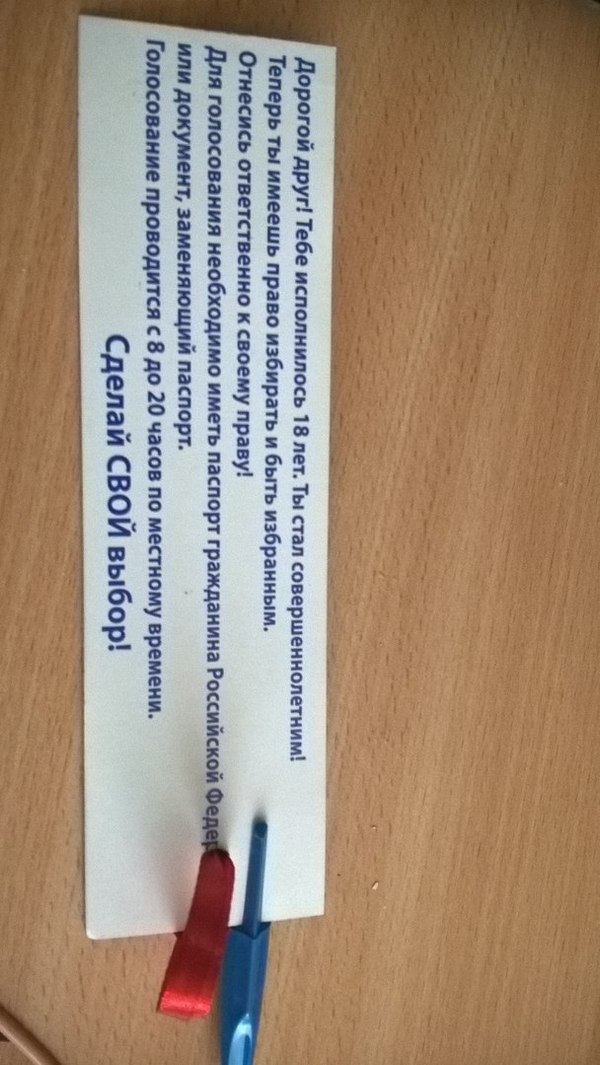 Дорогой друг! Тебе исполнилось 18 лет. Ты стал совершеннолетним!
Теперь ты имеешь право избирать и быть избранным.
Отнесись ответственно к своему праву!
Для голосования необходимо иметь паспорт гражданина Российской Федер
или документ, заменяющий паспорт.
Голосование проводится с 8 до 20 часов по местному времени.
Сделай СВОЙ выбор!